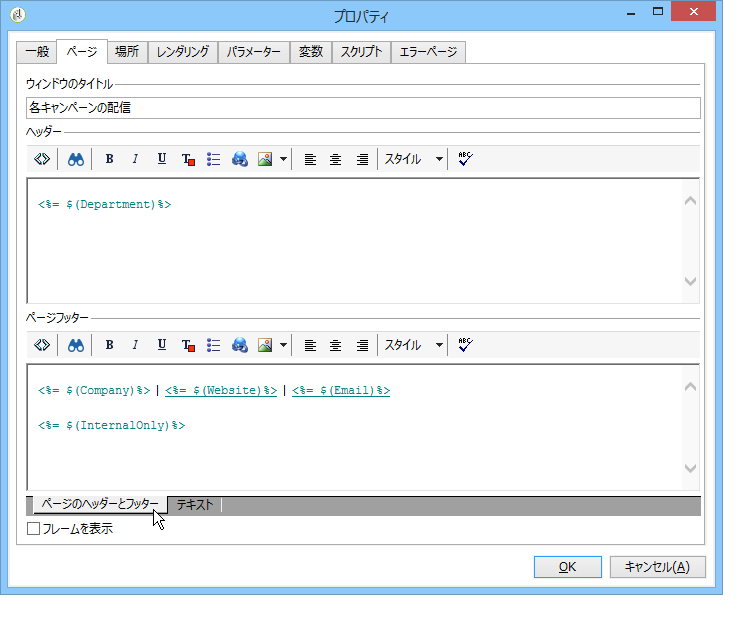 プロパティ
一般 ページ 場所 レンダリング パラメーター 変数 スクリプト エラーページ
ウィンドウのタイトル
各キャンペーンの配信
ヘッダー
B I U T スタイル ABC
<%= $(Department)%>
ページフッター
B I U T スタイル ABC
<%= $(Company)%> | <%= $(Website)%> | <%= $(Email)%>
<%= $(InternalOnly)%>
ページのヘッダーとフッター テキスト
フレームを表示
OK キャンセル(A)